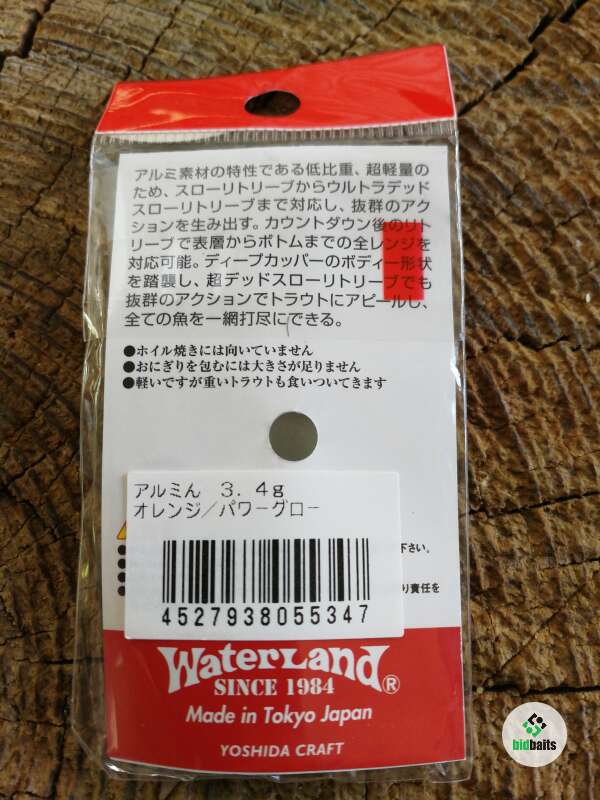 アルミ素材の特性である低比重、超軽量の
ため、スローリトリーブからウルトラデッド
スローリトリーブまで対応し、抜群のアク
ションを生み出す。カウントダウン後のリト
リーブで表層からボトムまでの全レンジを
対応可能。ディープカッパーのボディー形状
を踏襲し、超デッドスローリトリーブでも
抜群のアクションでトラウトにアピールし、
全ての魚を一網打尽にできる。
●ホイル焼きには向いていません
●おにぎりを包むには大きさが足りません
●軽いですが重いトラウトも食いついてきます
アルミん 3.4g
オレンジ/パワーグロー
下さい。
り責任を
4527938055347
WATERLAND®
SINCE 1984
Made in Tokyo Japan
YOSHIDA CRAFT
bidbaits